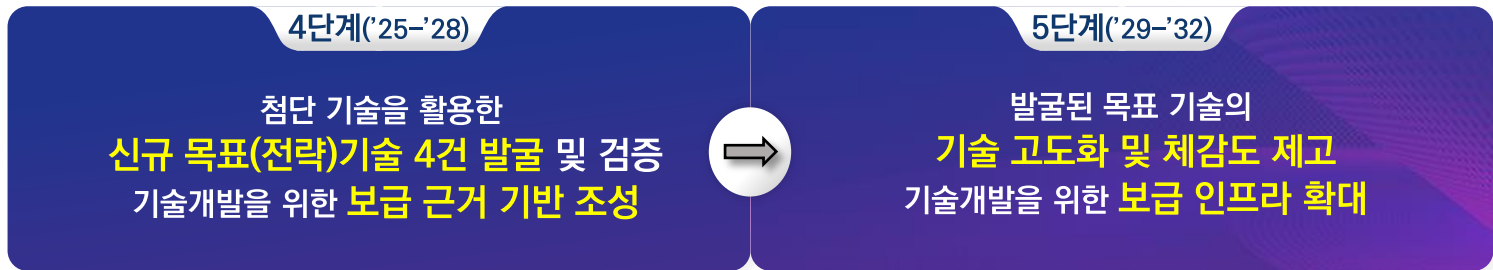 4단계('25–'28)
첨단 기술을 활용한
신규 목표(전략)기술 4건 발굴 및 검증
기술개발을 위한 보급 근거 기반 조성
5단계('29–'32)
발굴된 목표 기술의
기술 고도화 및 체감도 제고
기술개발을 위한 보급 인프라 확대